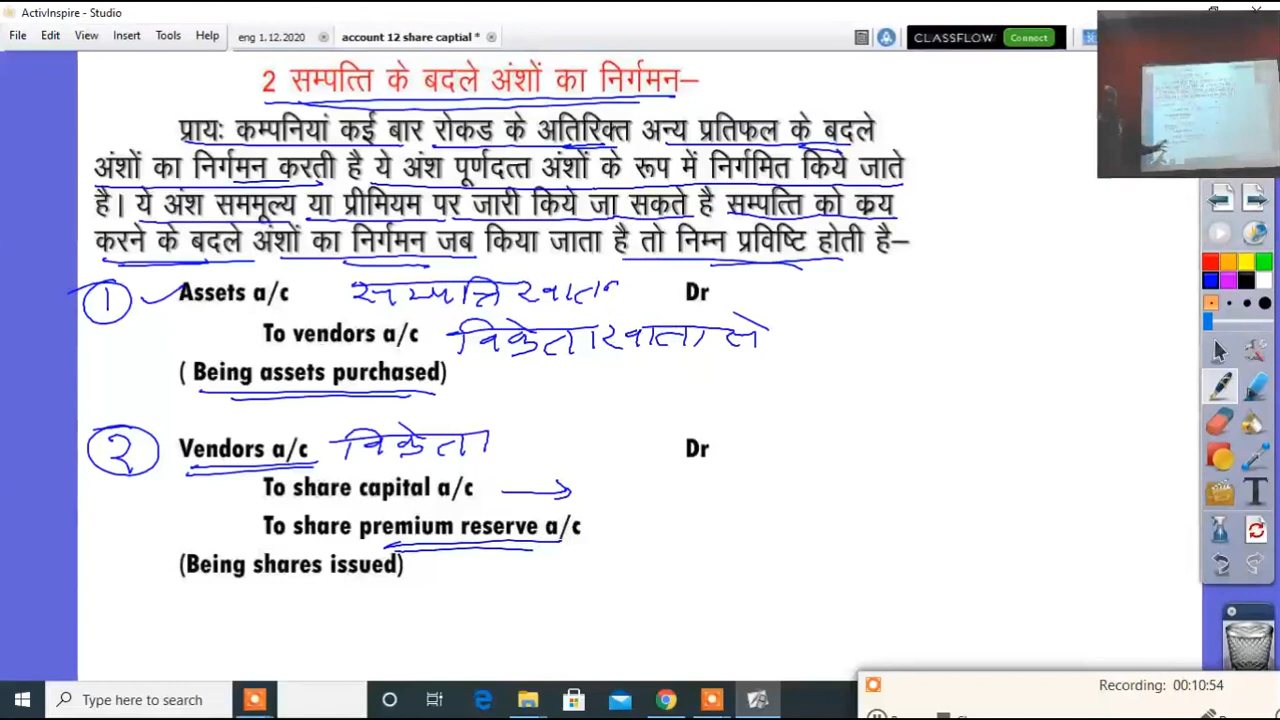 ActivInspire - Studio
File Edit View Insert Tools Help
eng 1.12.2020
account 12 share captial *
CLASSFLOW Connect
2 सम्पत्ति के बदले अंशों का निर्गमन–
प्रायः कम्पनियां कई बार रोकड के अतिरिक्त अन्य प्रतिफल के बदले
अंशों का निर्गमन करती है ये अंश पूर्णदत्त अंशों के रूप में निर्गमित किये जाते
है। ये अंश सममूल्य या प्रीमियम पर जारी किये जा सकते है सम्पत्ति को क्रय
करने के बदले अंशों का निर्गमन जब किया जाता है तो निम्न प्रविष्टि होती है–
1 Assets a/c सम्पत्ति खाता Dr
To vendors a/c विक्रेता खाता से
( Being assets purchased)
२ Vendors a/c विक्रेता Dr
To share capital a/c
To share premium reserve a/c
(Being shares issued)
Type here to search
Recording: 00:10:54